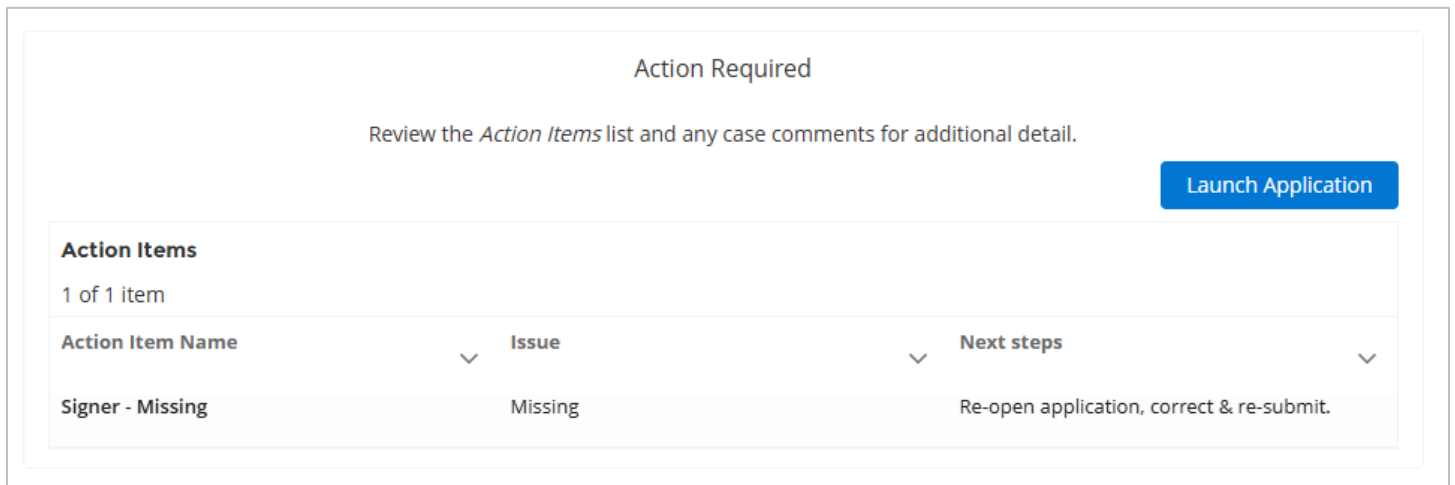 Action Required
Review the Action Items list and any case comments for additional detail.
Launch Application
Action Items
1 of 1 item
Action Item Name Issue Next steps
Signer - Missing Missing Re-open application, correct & re-submit.